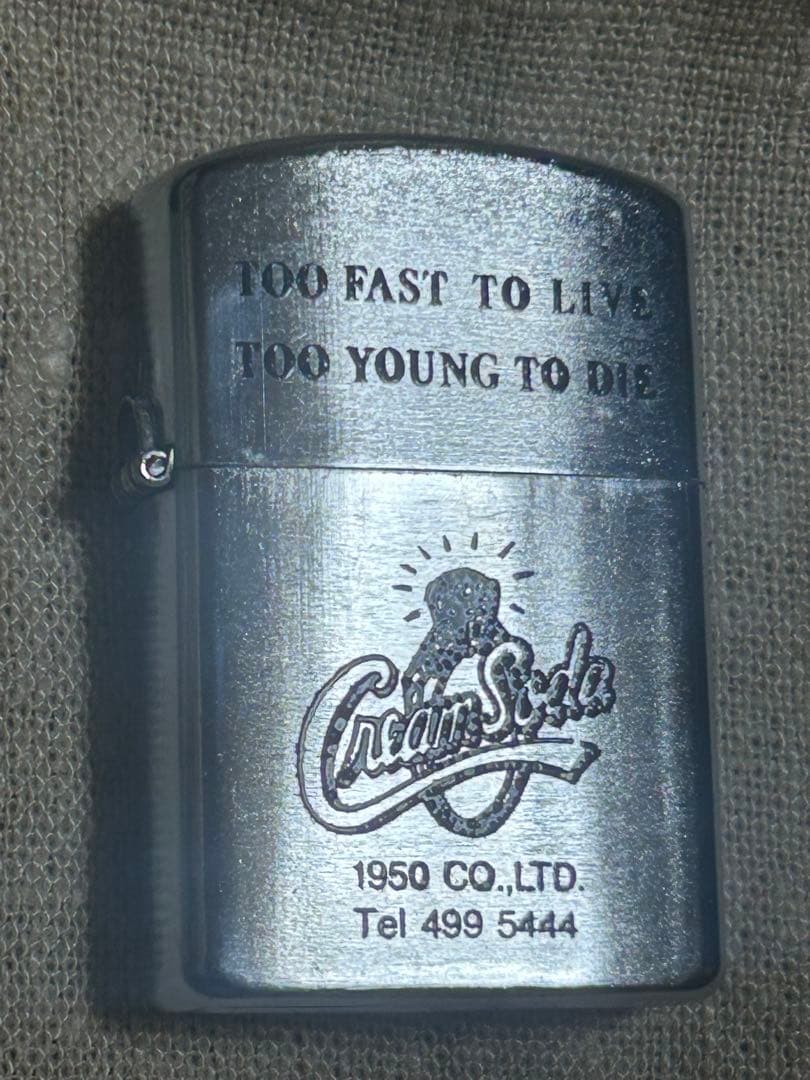 TOO FAST TO LIVE
TOO YOUNG TO DIE
Cream Soda
1950 CO.,LTD.
Tel 499 5444